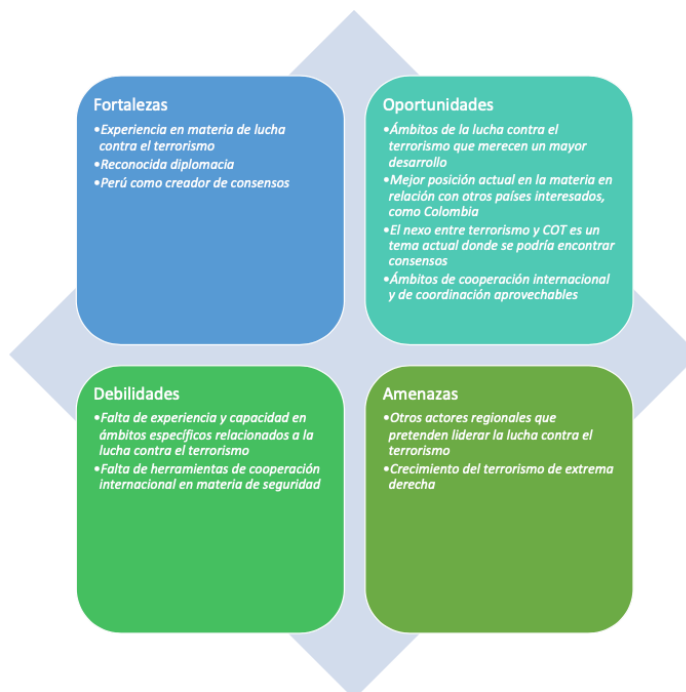 Fortalezas
•Experiencia en materia de lucha
contra el terrorismo
•Reconocida diplomacia
•Perú como creador de consensos
Oportunidades
•Ámbitos de la lucha contra el
terrorismo que merecen un mayor
desarrollo
•Mejor posición actual en la materia en
relación con otros países interesados,
como Colombia
•El nexo entre terrorismo y COT es un
tema actual donde se podría encontrar
consensos
•Ámbitos de cooperación internacional
y de coordinación aprovechables
Debilidades
•Falta de experiencia y capacidad en
ámbitos específicos relacionados a la
lucha contra el terrorismo
•Falta de herramientas de cooperación
internacional en materia de seguridad
Amenazas
•Otros actores regionales que
pretenden liderar la lucha contra el
terrorismo
•Crecimiento del terrorismo de extrema
derecha